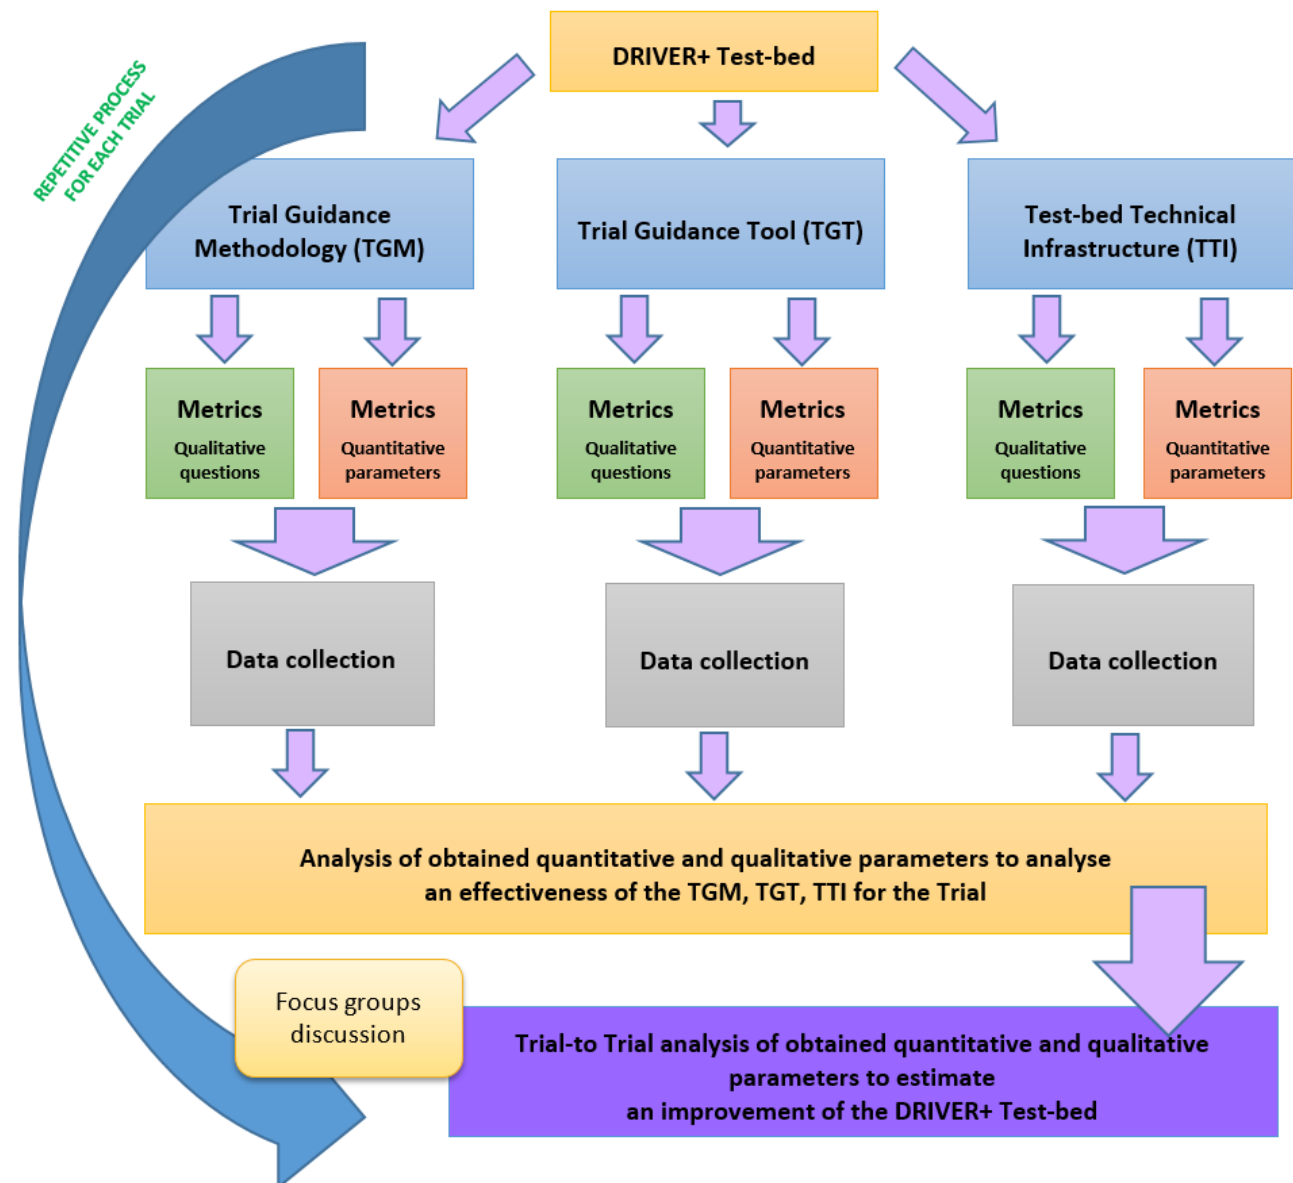 DRIVER+ Test-bed
REPETITIVE PROCESS
FOR EACH TRIAL
Trial Guidance
Methodology (TGM)
Trial Guidance Tool (TGT)
Test-bed Technical
Infrastructure (TTI)
Metrics
Qualitative
questions
Metrics
Quantitative
parameters
Metrics
Qualitative
questions
Metrics
Quantitative
parameters
Metrics
Qualitative
questions
Metrics
Quantitative
parameters
Data collection
Data collection
Data collection
Analysis of obtained quantitative and qualitative parameters to analyse
an effectiveness of the TGM, TGT, TTI for the Trial
Focus groups
discussion
Trial-to Trial analysis of obtained quantitative and qualitative
parameters to estimate
an improvement of the DRIVER+ Test-bed